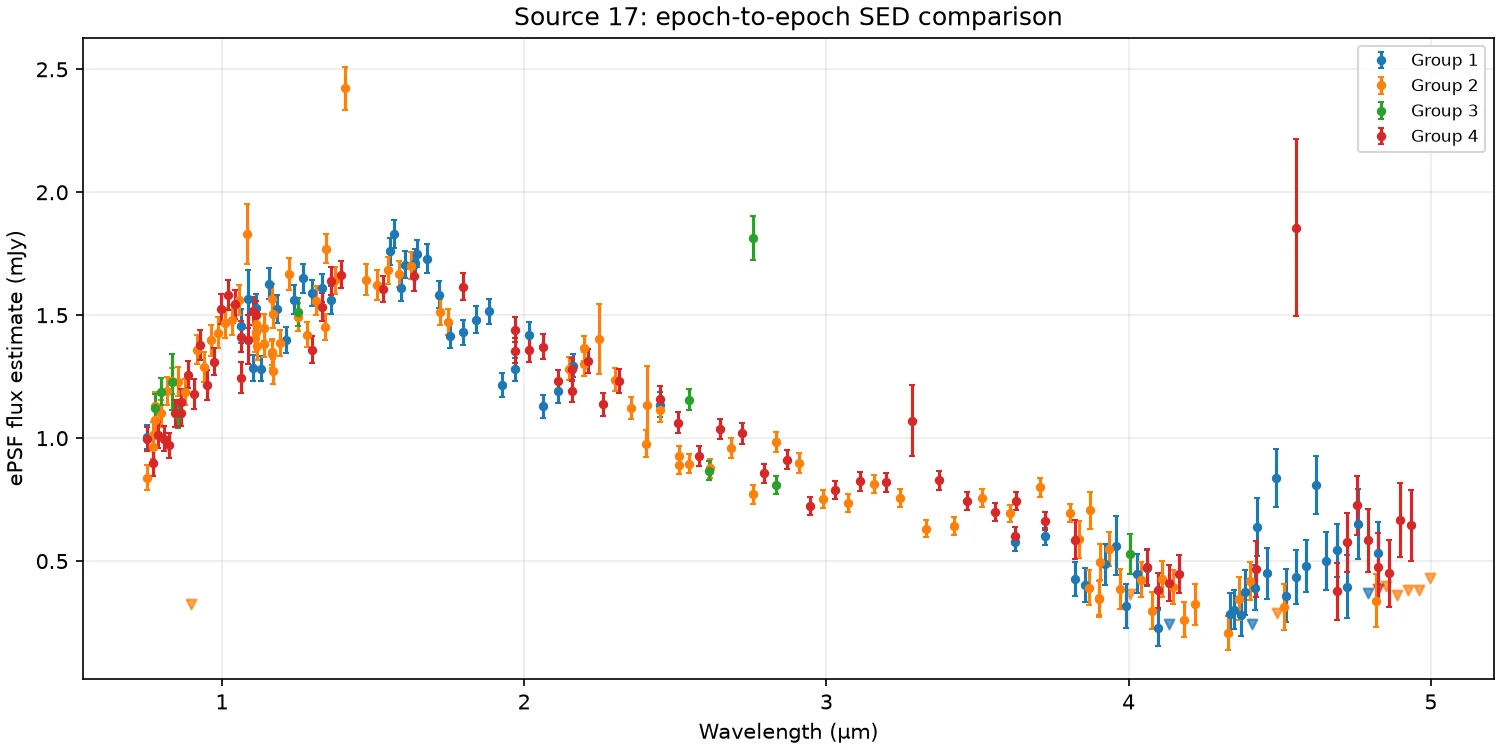 Source 17: epoch-to-epoch SED comparison
ePSF flux estimate (mJy)
2.5
2.0
1.5
1.0
0.5
Group 1
Group 2
Group 3
Group 4
1 2 3 4 5
Wavelength (μm)